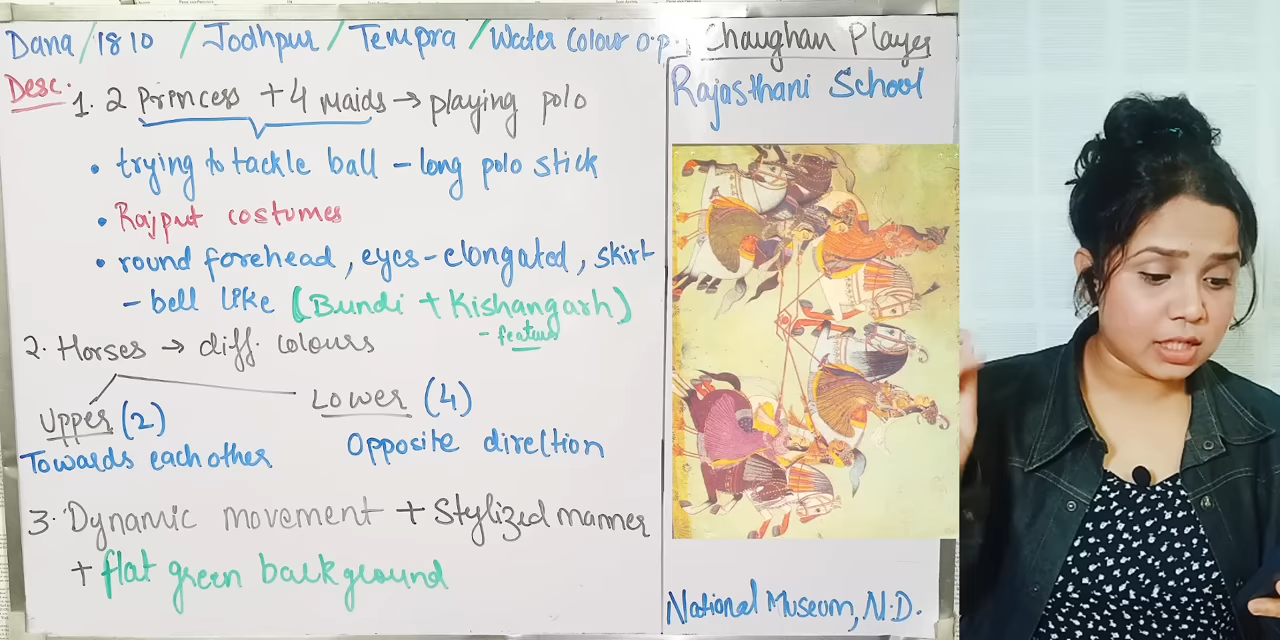 Dana/1810 / Jodhpur / Tempra / Water Colour o.p.
Chaughan Player
Rajasthani School
Desc.
1. 2 Princess + 4 Maids → playing polo
• trying to tackle ball - long polo stick
• Rajput costumes
• round forehead, eyes - elongated, skirt
- bell like (Bundi + Kishangarh)
- feature
2. Horses → diff. colours
Upper (2)
Lower (4)
Towards each other
Opposite direction
3. Dynamic movement + Stylized manner
+ flat green background
National Museum, N.D.